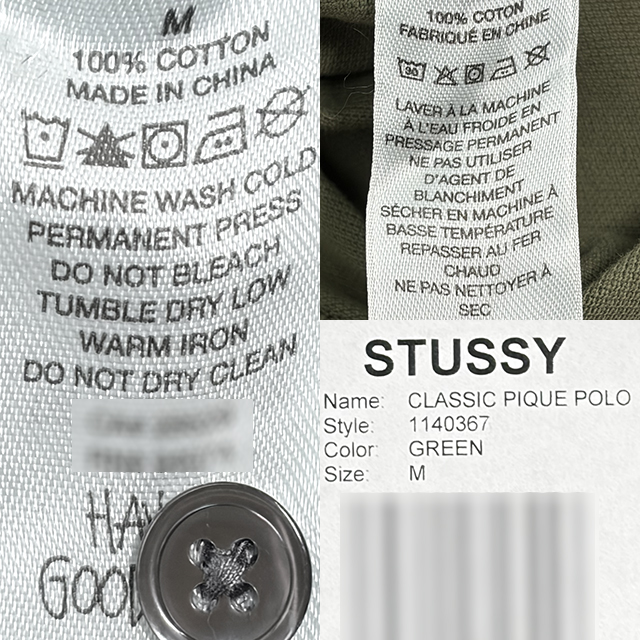 M
100% COTTON
MADE IN CHINA
MACHINE WASH COLD
PERMANENT PRESS
DO NOT BLEACH
TUMBLE DRY LOW
WARM IRON
DO NOT DRY CLEAN
GOO
100% COTON
FABRIQUÉ EN CHINE
30
LAVER À LA MACHINE
À L'EAU FROIDE EN
PRESSAGE PERMANENT
NE PAS UTILISER
D'AGENT DE
BLANCHIMENT
SÉCHER EN MACHINE À
BASSE TEMPÉRATURE
REPASSER AU FER
CHAUD
NE PAS NETTOYER À
SEC
STUSSY
Name: CLASSIC PIQUE POLO
Style: 1140367
Color: GREEN
Size: M